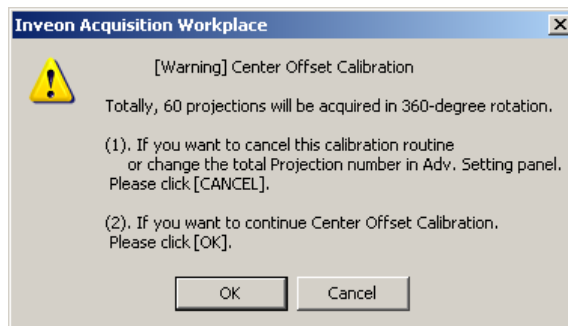 Inveon Acquisition Workplace
[Warning] Center Offset Calibration
Totally, 60 projections will be acquired in 360-degree rotation.
(1). If you want to cancel this calibration routine
or change the total Projection number in Adv. Setting panel.
Please click [CANCEL].
(2). If you want to continue Center Offset Calibration.
Please click [OK].
OK Cancel